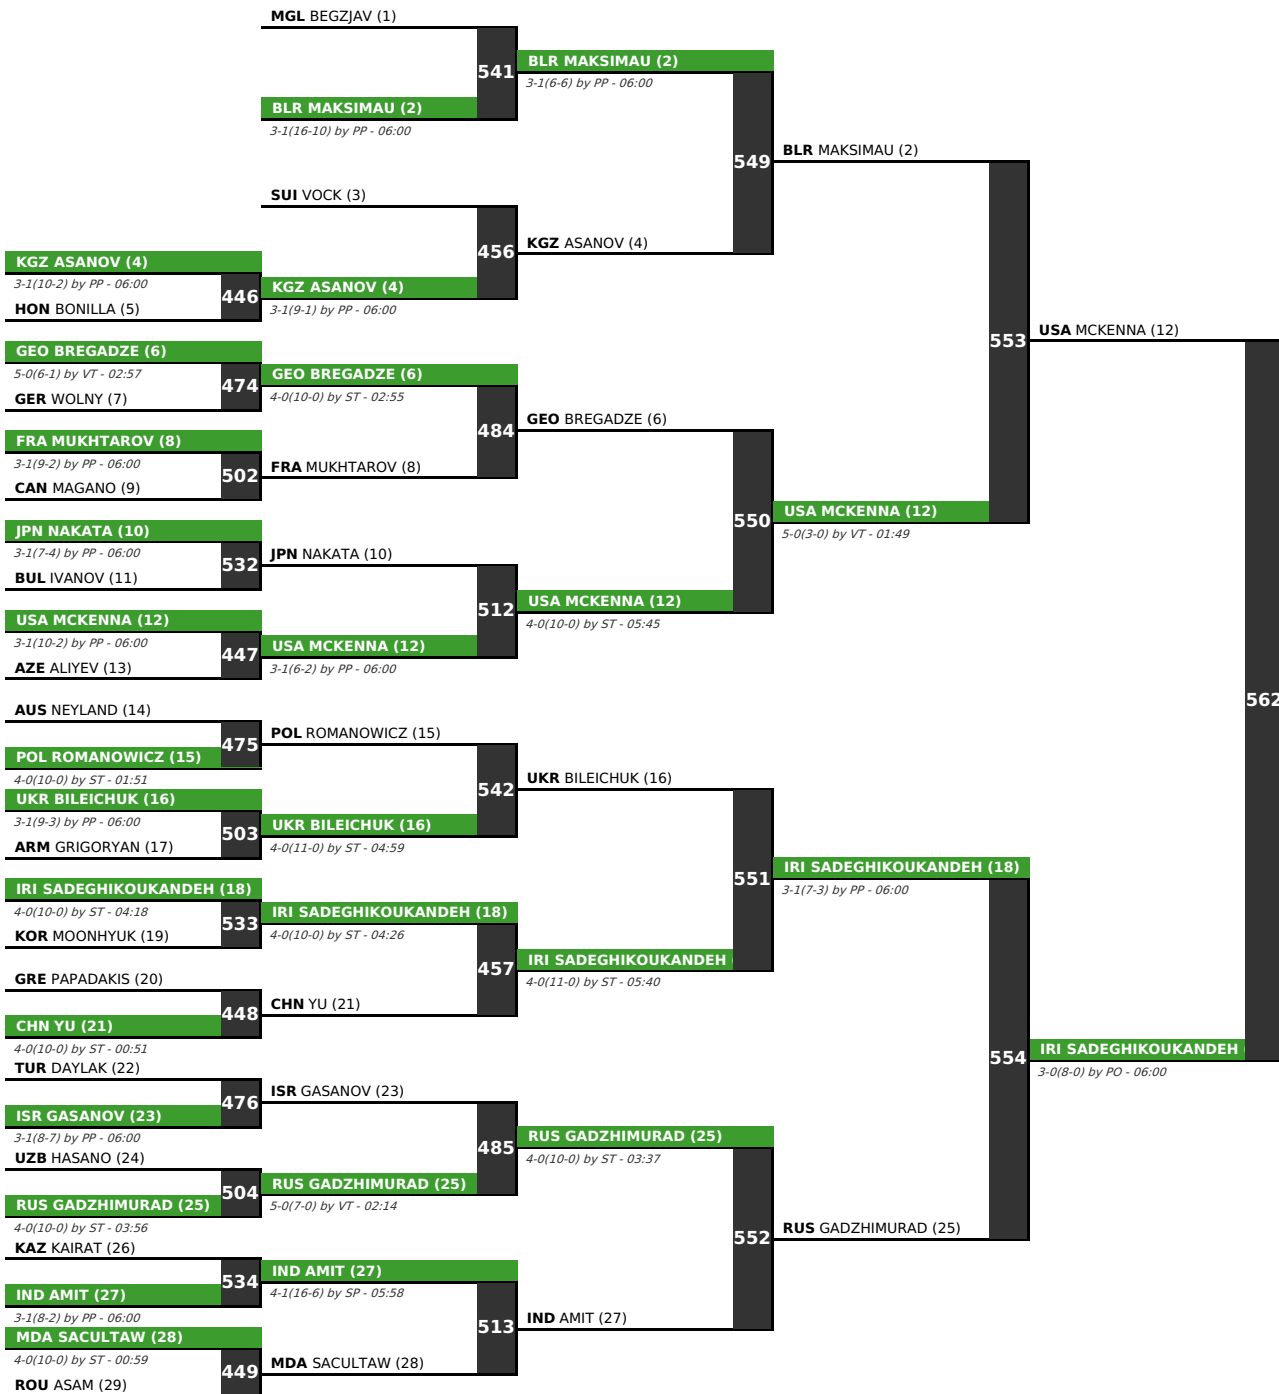 MGL BEGZJAV (1)
541
BLR MAKSIMAU (2)
3-1(16-10) by PP - 06:00
SUI VOCK (3)
456
KGZ ASANOV (4)
3-1(10-2) by PP - 06:00
446
HON BONILLA (5)
KGZ ASANOV (4)
3-1(9-1) by PP - 06:00
GEO BREGADZE (6)
5-0(6-1) by VT - 02:57
474
GER WOLNY (7)
GEO BREGADZE (6)
4-0(10-0) by ST - 02:55
484
FRA MUKHTAROV (8)
3-1(9-2) by PP - 06:00
502
CAN MAGANO (9)
FRA MUKHTAROV (8)
JPN NAKATA (10)
3-1(7-4) by PP - 06:00
532
BUL IVANOV (11)
JPN NAKATA (10)
512
USA MCKENNA (12)
3-1(10-2) by PP - 06:00
447
AZE ALIYEV (13)
USA MCKENNA (12)
3-1(6-2) by PP - 06:00
AUS NEYLAND (14)
475
POL ROMANOWICZ (15)
4-0(10-0) by ST - 01:51
POL ROMANOWICZ (15)
542
UKR BILEICHUK (16)
3-1(9-3) by PP - 06:00
503
ARM GRIGORYAN (17)
UKR BILEICHUK (16)
4-0(11-0) by ST - 04:59
IRI SADEGHIKOUKANDEH (18)
4-0(10-0) by ST - 04:18
533
KOR MOONHYUK (19)
IRI SADEGHIKOUKANDEH (18)
4-0(10-0) by ST - 04:26
457
GRE PAPADAKIS (20)
448
CHN YU (21)
4-0(10-0) by ST - 00:51
CHN YU (21)
TUR DAYLAK (22)
476
ISR GASANOV (23)
3-1(8-7) by PP - 06:00
ISR GASANOV (23)
485
UZB HASANO (24)
504
RUS GADZHIMURAD (25)
4-0(10-0) by ST - 03:56
RUS GADZHIMURAD (25)
5-0(7-0) by VT - 02:14
KAZ KAIRAT (26)
534
IND AMIT (27)
3-1(8-2) by PP - 06:00
IND AMIT (27)
4-1(16-6) by SP - 05:58
513
MDA SACULTAW (28)
4-0(10-0) by ST - 00:59
449
ROU ASAM (29)
MDA SACULTAW (28)
BLR MAKSIMAU (2)
3-1(6-6) by PP - 06:00
549
KGZ ASANOV (4)
GEO BREGADZE (6)
550
USA MCKENNA (12)
4-0(10-0) by ST - 05:45
UKR BILEICHUK (16)
551
IRI SADEGHIKOUKANDEH
4-0(11-0) by ST - 05:40
RUS GADZHIMURAD (25)
4-0(10-0) by ST - 03:37
552
IND AMIT (27)
BLR MAKSIMAU (2)
553
USA MCKENNA (12)
5-0(3-0) by VT - 01:49
IRI SADEGHIKOUKANDEH (18)
3-1(7-3) by PP - 06:00
554
RUS GADZHIMURAD (25)
USA MCKENNA (12)
562
IRI SADEGHIKOUKANDEH
3-0(8-0) by PO - 06:00